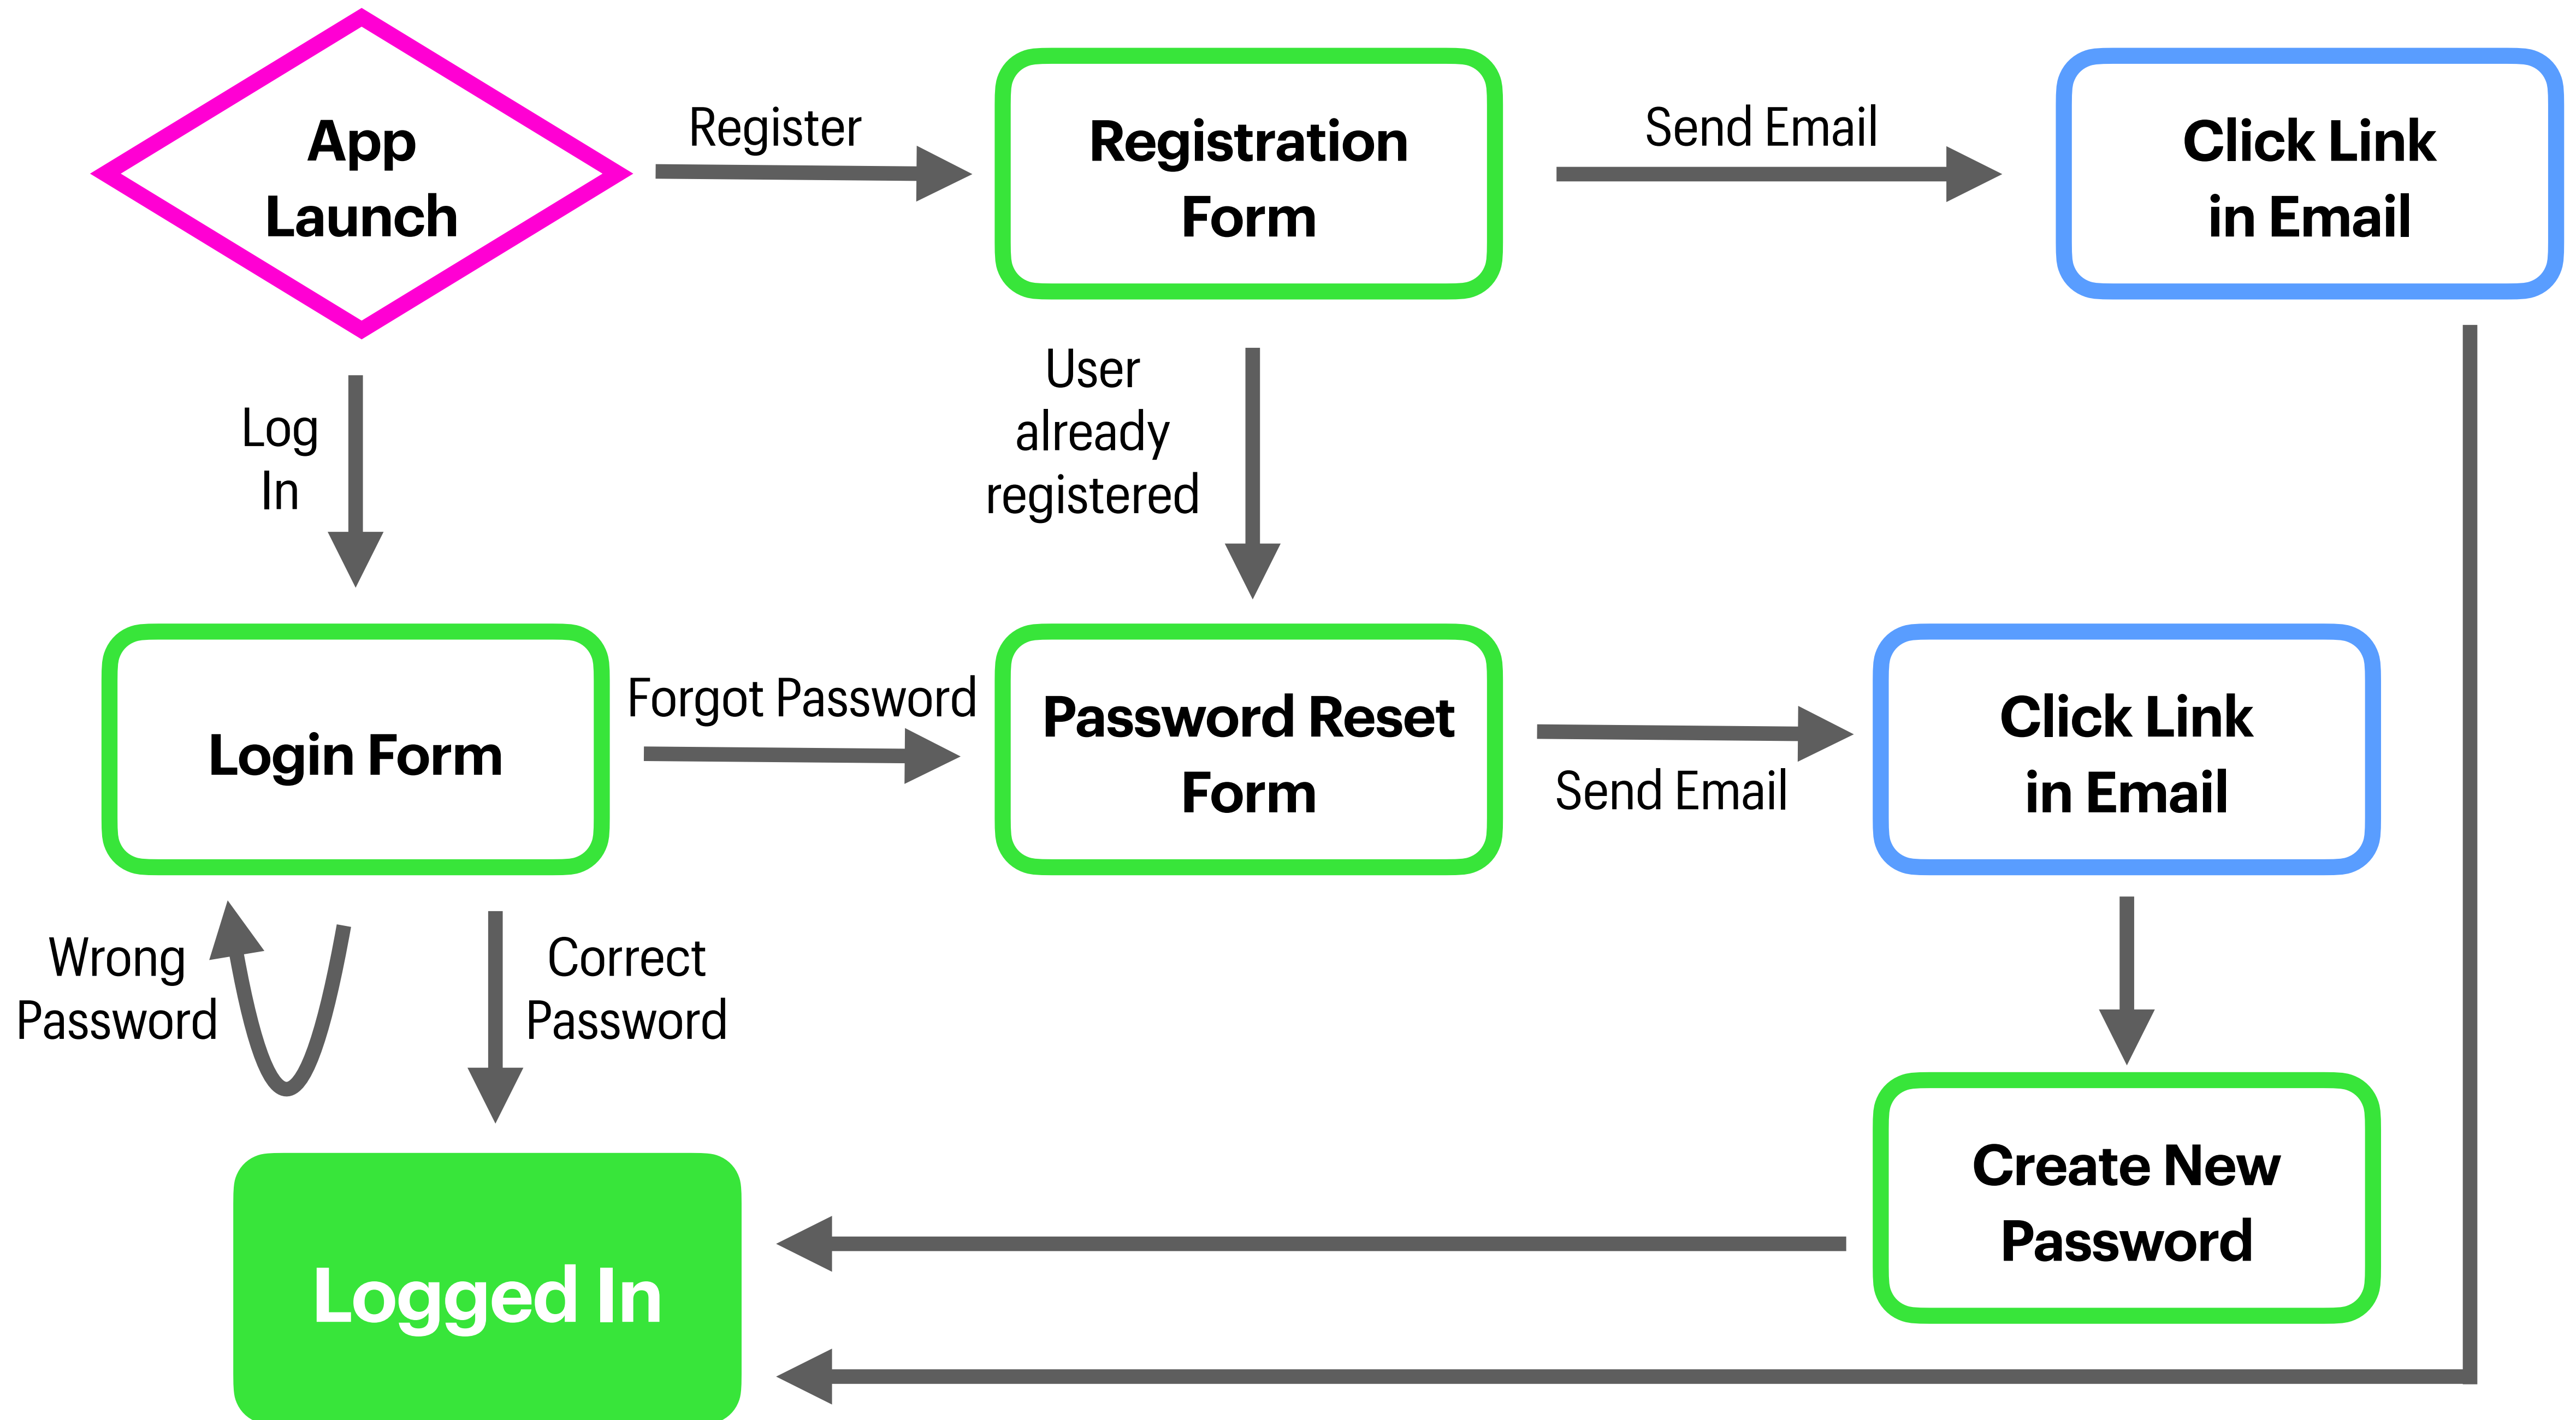 App
Launch
Register
Registration
Form
Send Email
Click Link
in Email
Log
In
User
already
registered
Login Form
Forgot Password
Password Reset
Form
Send Email
Click Link
in Email
Wrong
Password
Correct
Password
Create New
Password
Logged In